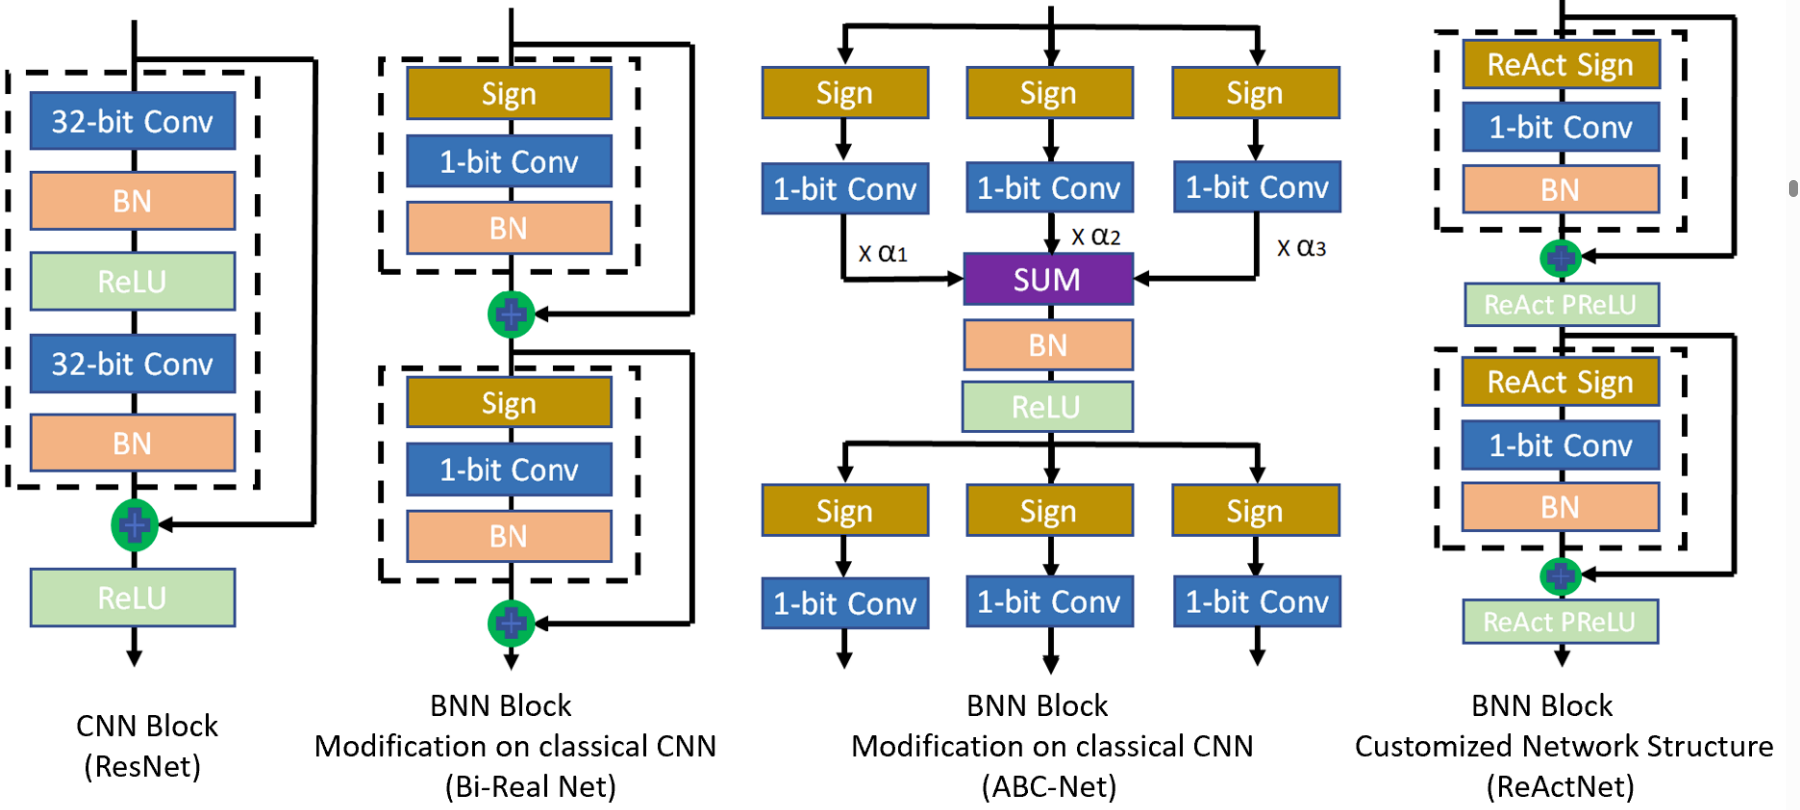 32-bit Conv
BN
ReLU
32-bit Conv
BN
ReLU
CNN Block
(ResNet)
Sign
1-bit Conv
BN
Sign
1-bit Conv
BN
BNN Block
Modification on classical CNN
(Bi-Real Net)
Sign Sign Sign
1-bit Conv 1-bit Conv 1-bit Conv
x α1 x α2 x α3
SUM
BN
ReLU
Sign Sign Sign
1-bit Conv 1-bit Conv 1-bit Conv
BNN Block
Modification on classical CNN
(ABC-Net)
ReAct Sign
1-bit Conv
BN
ReAct PReLU
ReAct Sign
1-bit Conv
BN
ReAct PReLU
BNN Block
Customized Network Structure
(ReActNet)